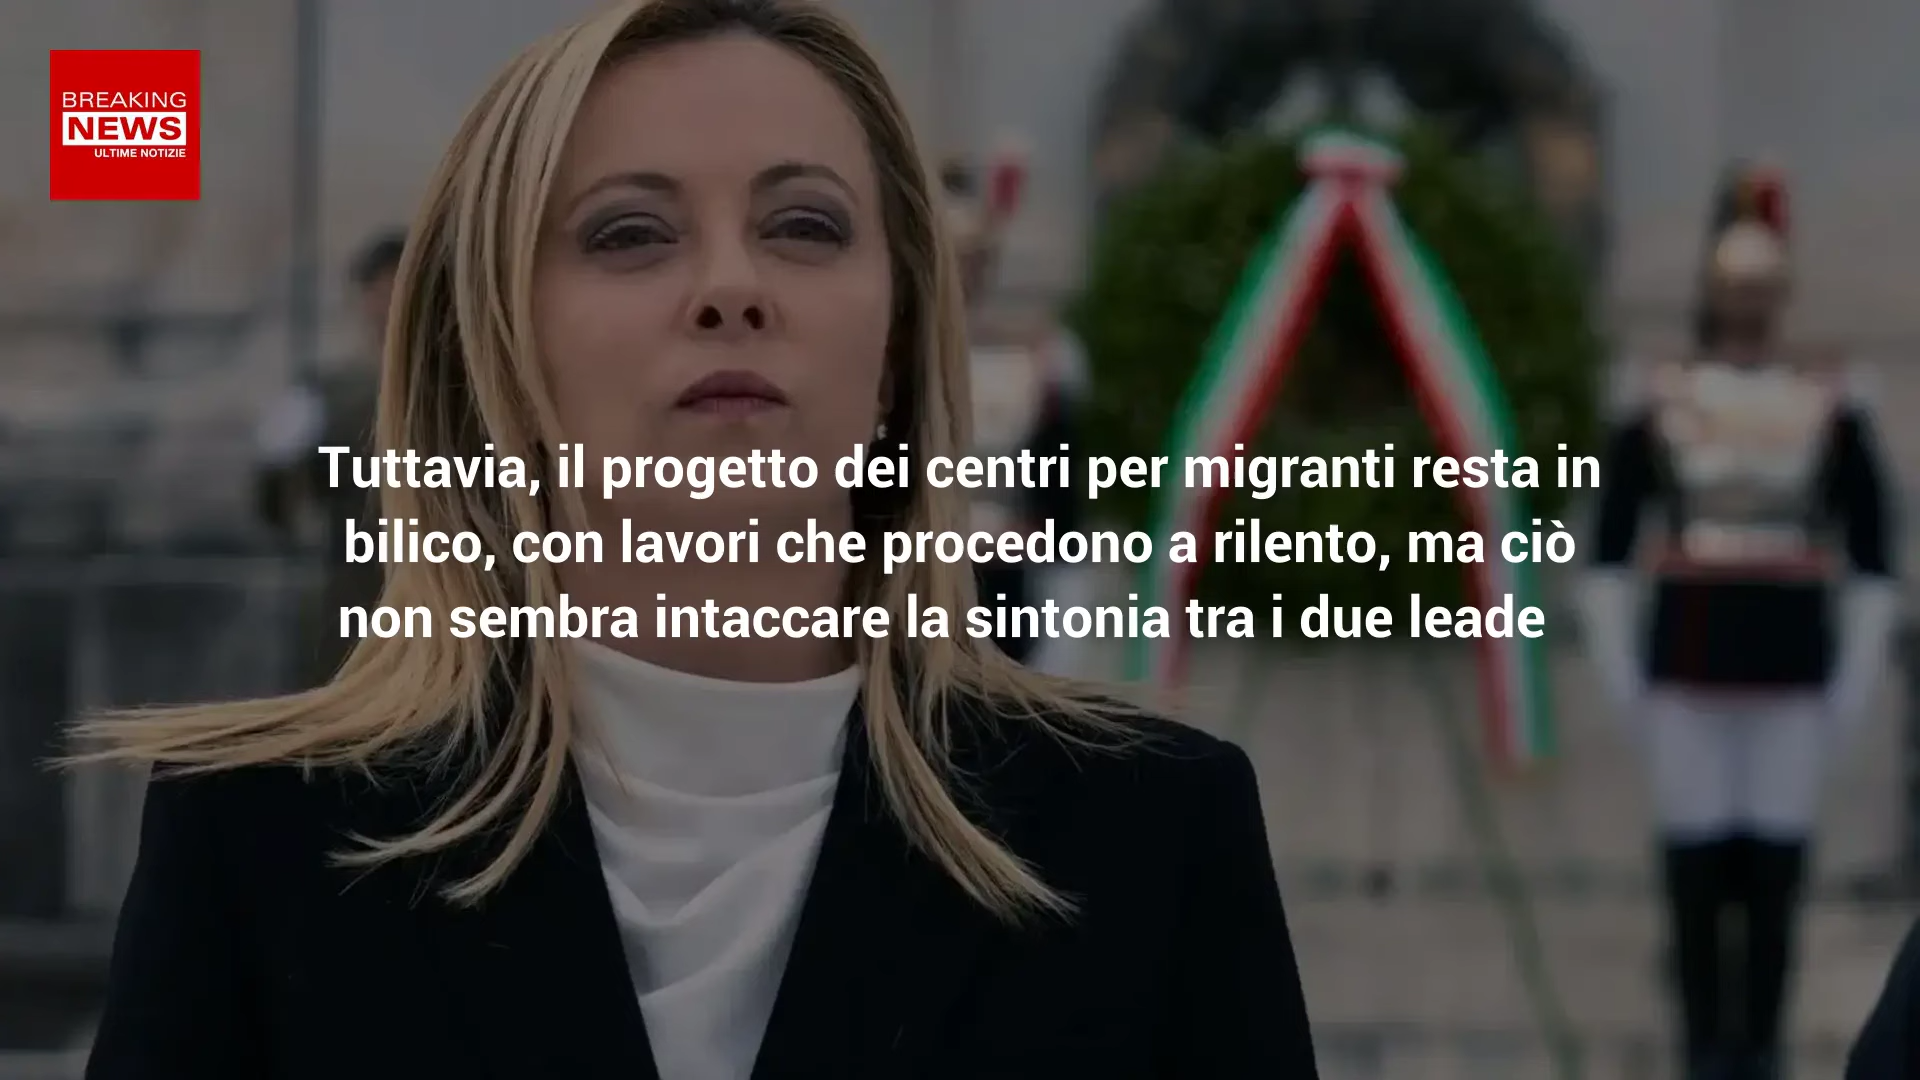 BREAKING
NEWS
ULTIME NOTIZIE
Tuttavia, il progetto dei centri per migranti resta in
bilico, con lavori che procedono a rilento, ma ciò
non sembra intaccare la sintonia tra i due leade